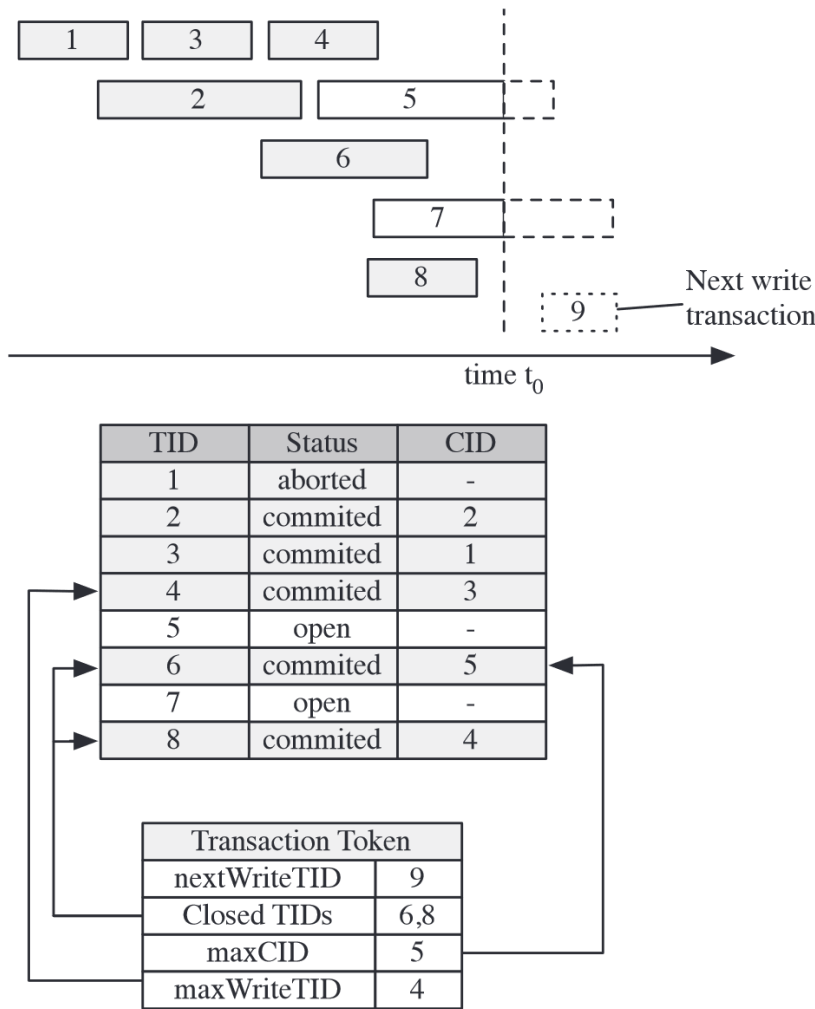 1 3 4
2 5
6
7
8
9
Next write
transaction
time t0
TID Status CID
1 aborted -
2 commited 2
3 commited 1
4 commited 3
5 open -
6 commited 5
7 open -
8 commited 4
Transaction Token
nextWriteTID 9
Closed TIDs 6,8
maxCID 5
maxWriteTID 4